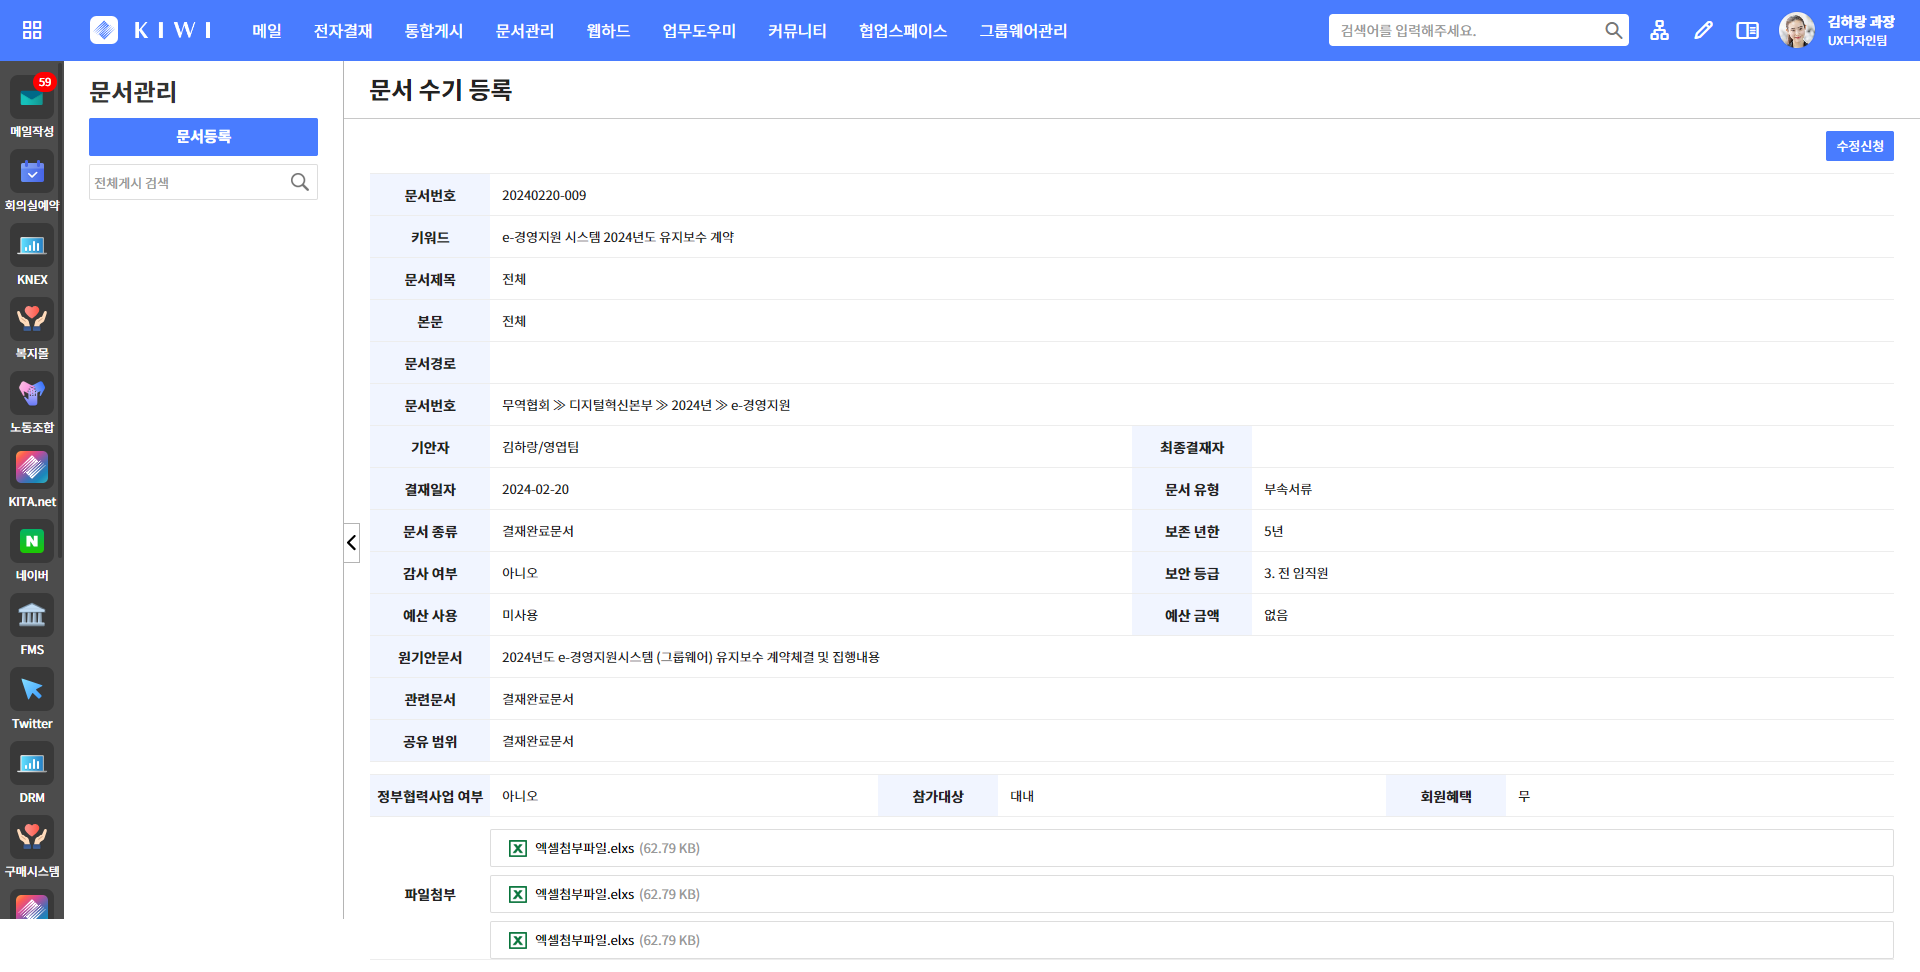 KIWI 메일 전자결재 통합게시 문서관리 웹하드 업무도우미 커뮤니티 협업스페이스 그룹웨어관리 검색어를 입력해주세요. 김하랑 과장
UX디자인팀
59
메일작성
회의실예약
KNEX
복지몰
노동조합
KITA.net
N
네이버
FMS
Twitter
DRM
구매시스템
문서관리
문서등록
전체게시 검색
문서 수기 등록
수정신청
문서번호 20240220-009
키워드 e-경영지원 시스템 2024년도 유지보수 계약
문서제목 전체
본문 전체
문서경로
문서번호 무역협회 ≫ 디지털혁신본부 ≫ 2024년 ≫ e-경영지원
기안자 김하랑/영엽팀 최종결재자
결재일자 2024-02-20 문서 유형 부속서류
문서 종류 결재완료문서 보존 년한 5년
감사 여부 아니오 보안 등급 3. 전 임직원
예산 사용 미사용 예산 금액 없음
원기안문서 2024년도 e-경영지원시스템 (그룹웨어) 유지보수 계약체결 및 집행내용
관련문서 결재완료문서
공유 범위 결재완료문서
정부협력사업 여부 아니오 참가대상 대내 회원혜택 무
파일첨부
엑셀첨부파일.elxs (62.79 KB)
엑셀첨부파일.elxs (62.79 KB)
엑셀첨부파일.elxs (62.79 KB)